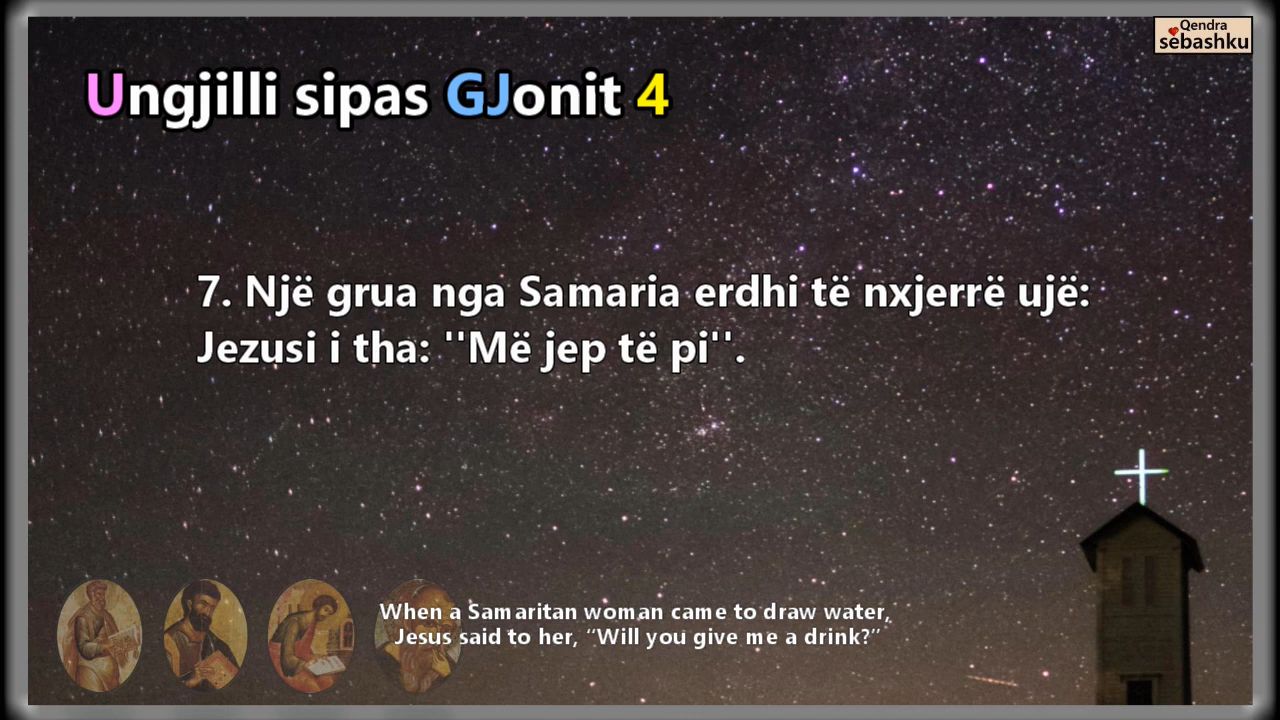 Qendra
sebashku
Ungjilli sipas GJonit 4
7. Një grua nga Samaria erdhi të nxjerrë ujë:
Jezusi i tha: ''Më jep të pi''.
When a Samaritan woman came to draw water,
Jesus said to her, “Will you give me a drink?”